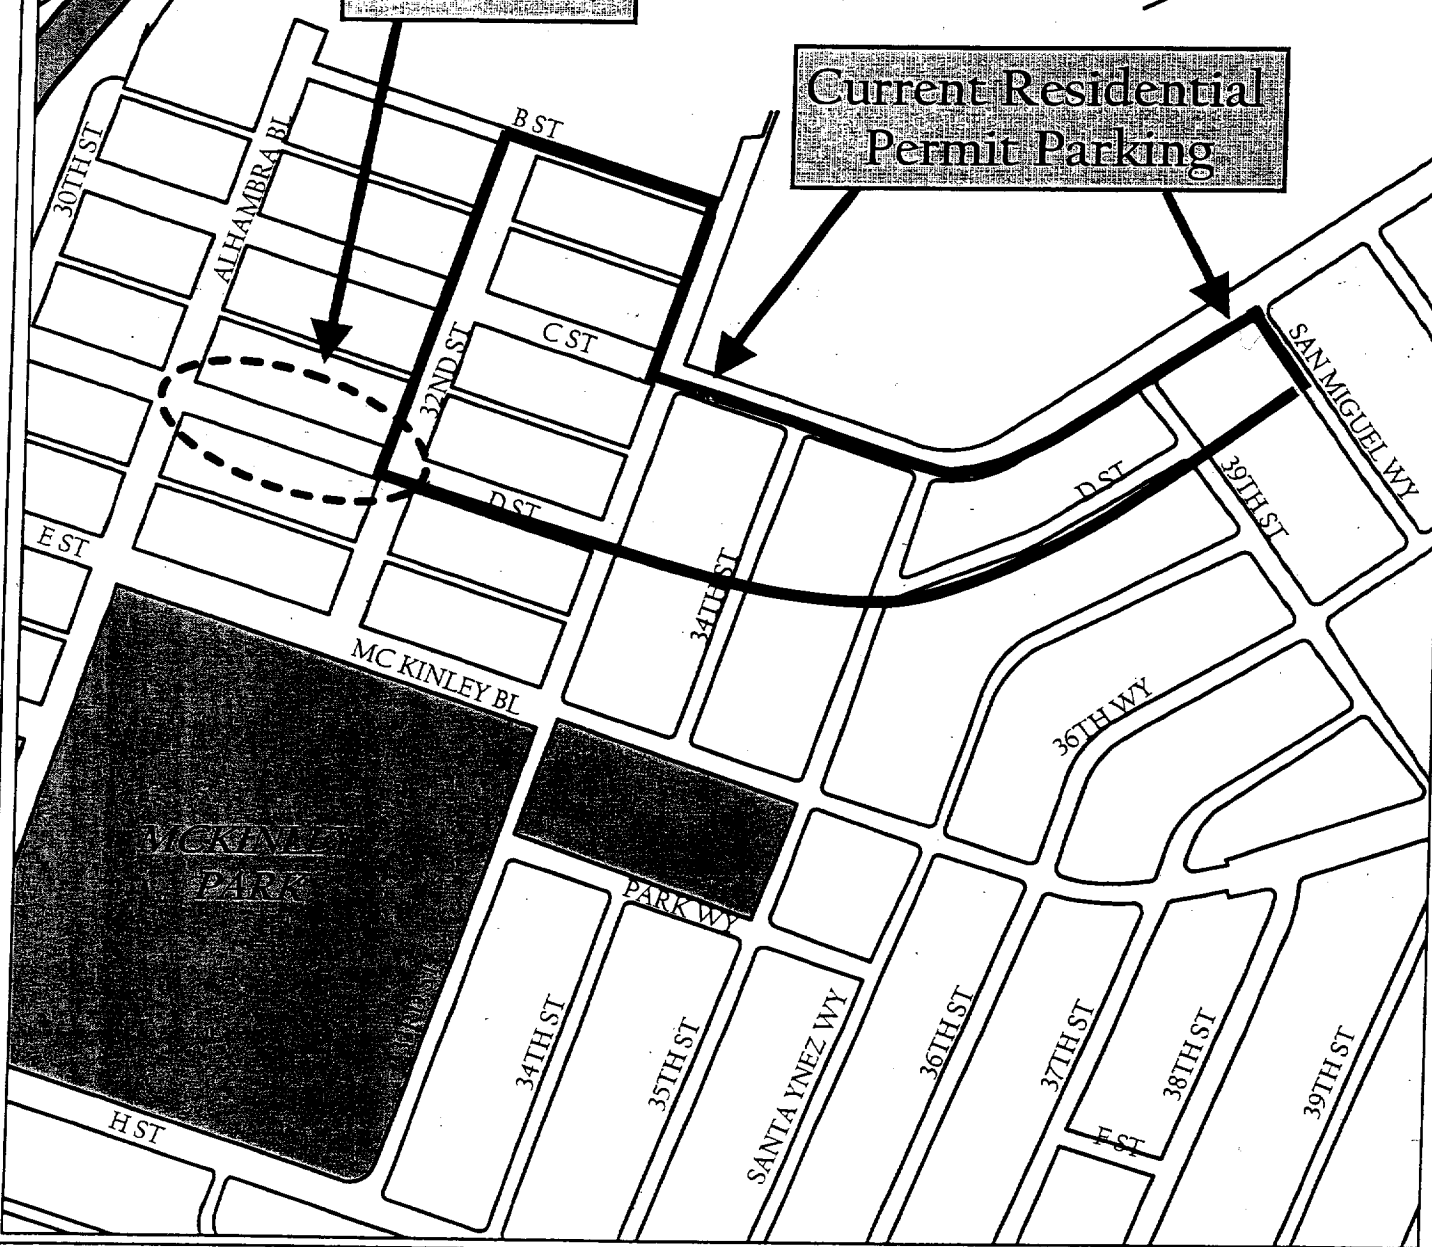 Current Residential
Permit Parking
B ST
30TH ST
ALHAMBRA BL
C ST
32ND ST
SAN MIGUEL WY
D ST
D ST
39TH ST
E ST
34TH ST
MC KINLEY BL
36TH WY
MCKINLEY
PARK
PARK WY
34TH ST
35TH ST
SANTA YNEZ WY
36TH ST
37TH ST
38TH ST
39TH ST
H ST
F ST